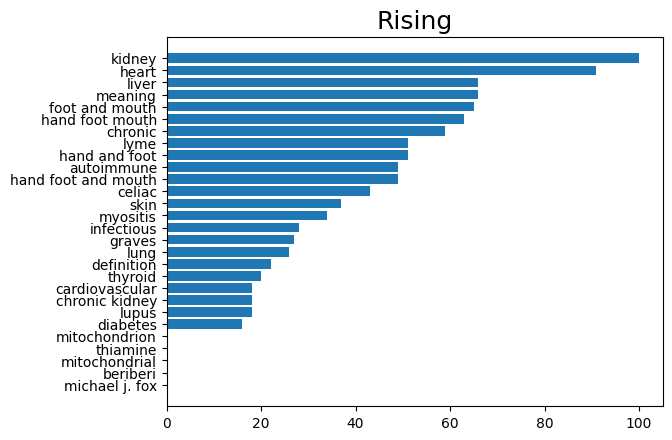 Rising
kidney
heart
liver
meaning
foot and mouth
hand foot mouth
chronic
lyme
hand and foot
autoimmune
hand foot and mouth
celiac
skin
myositis
infectious
graves
lung
definition
thyroid
cardiovascular
chronic kidney
lupus
diabetes
mitochondrion
thiamine
mitochondrial
beriberi
michael j. fox
0 20 40 60 80 100